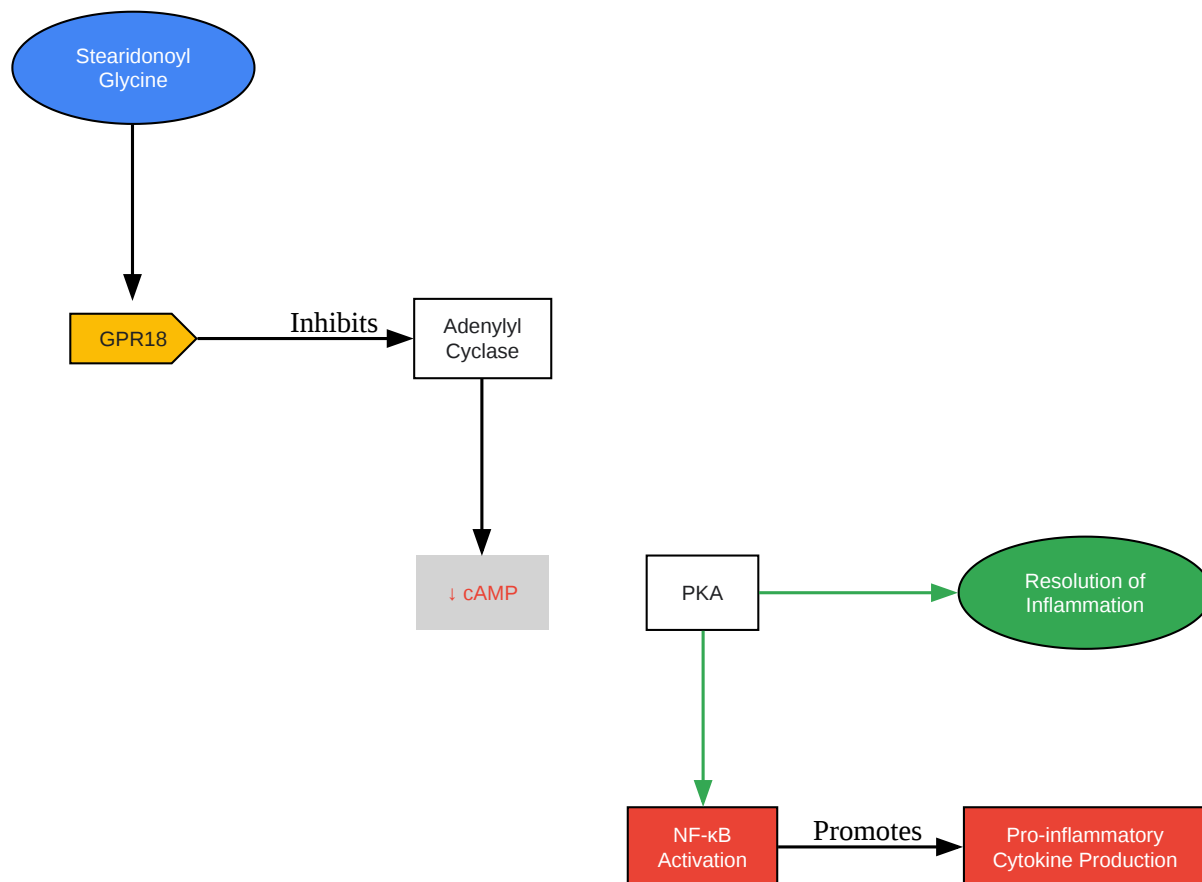 Stearidonoyl
Glycine
GPR18
Inhibits
Adenylyl
Cyclase
↓ cAMP
PKA
Resolution of
Inflammation
NF-κB
Activation
Promotes
Pro-inflammatory
Cytokine Production